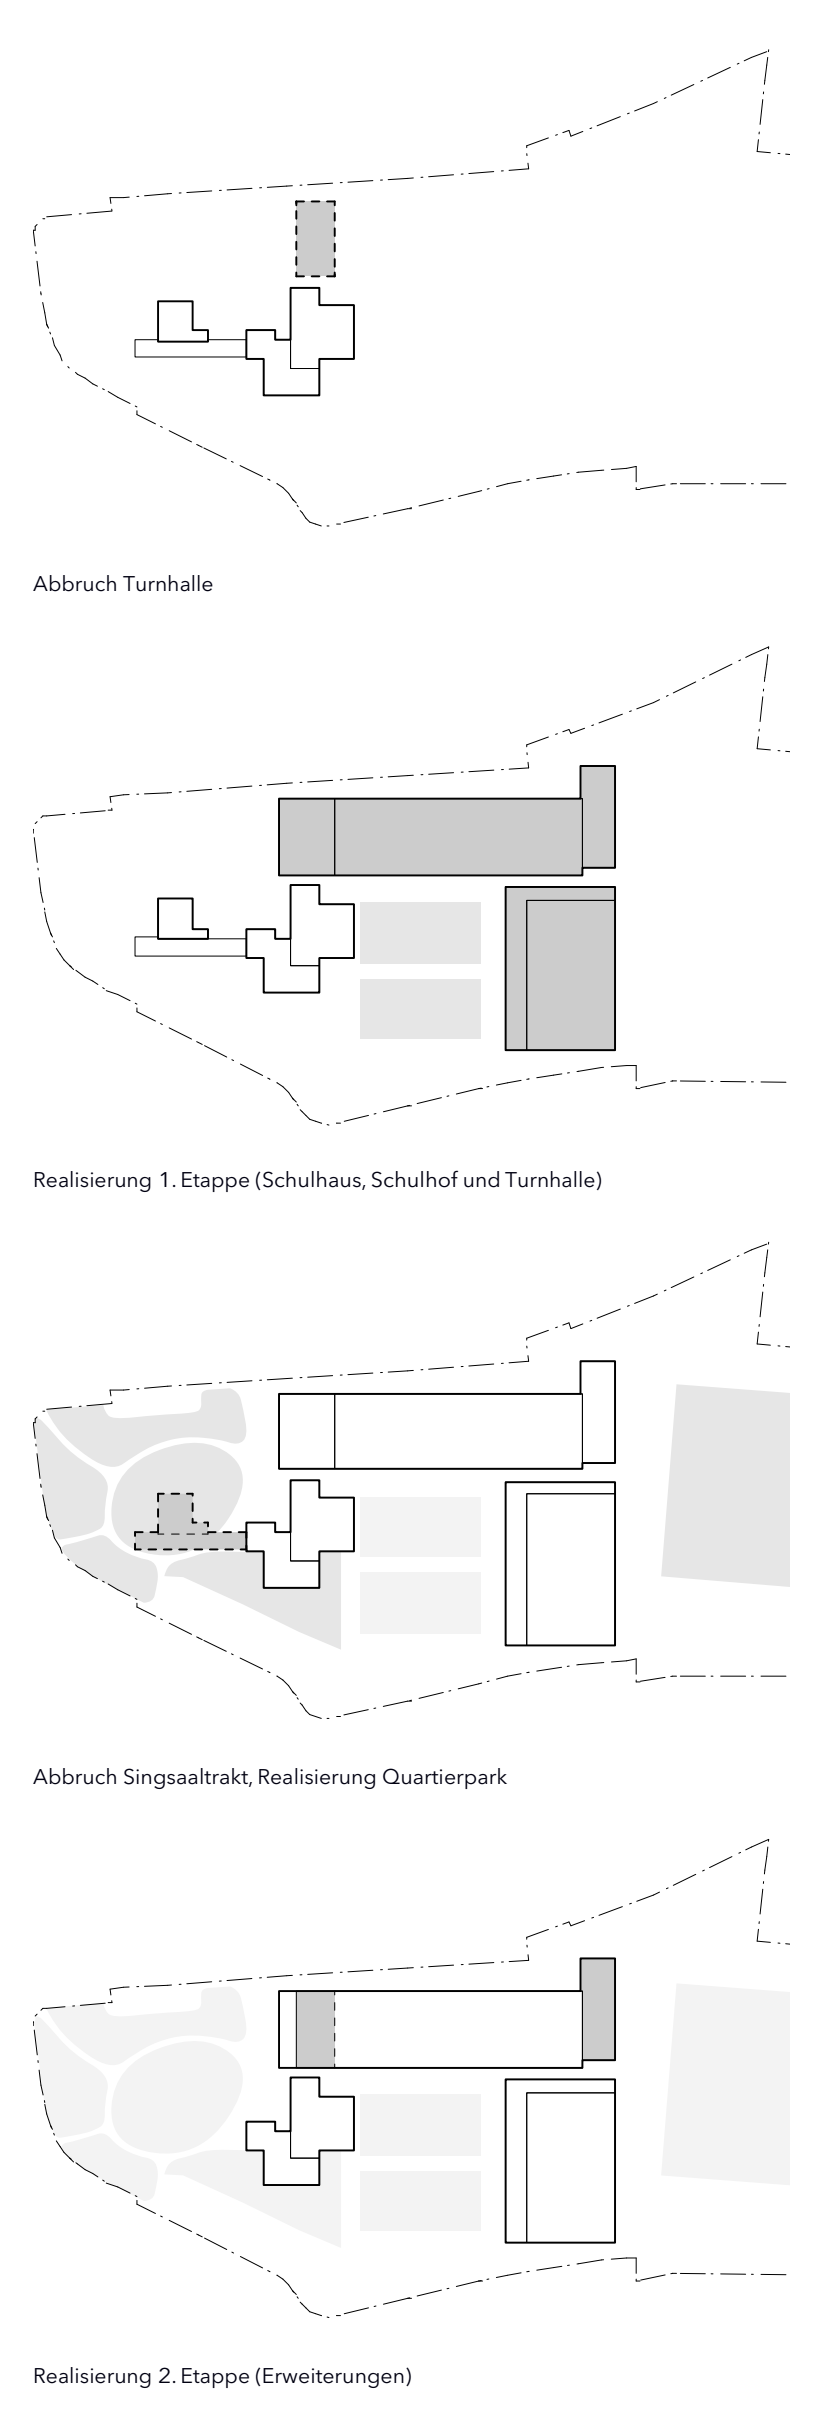 Abbruch Turnhalle
Realisierung 1. Etappe (Schulhaus, Schulhof und Turnhalle)
Abbruch Singsaaltrakt, Realisierung Quartierpark
Realisierung 2. Etappe (Erweiterungen)